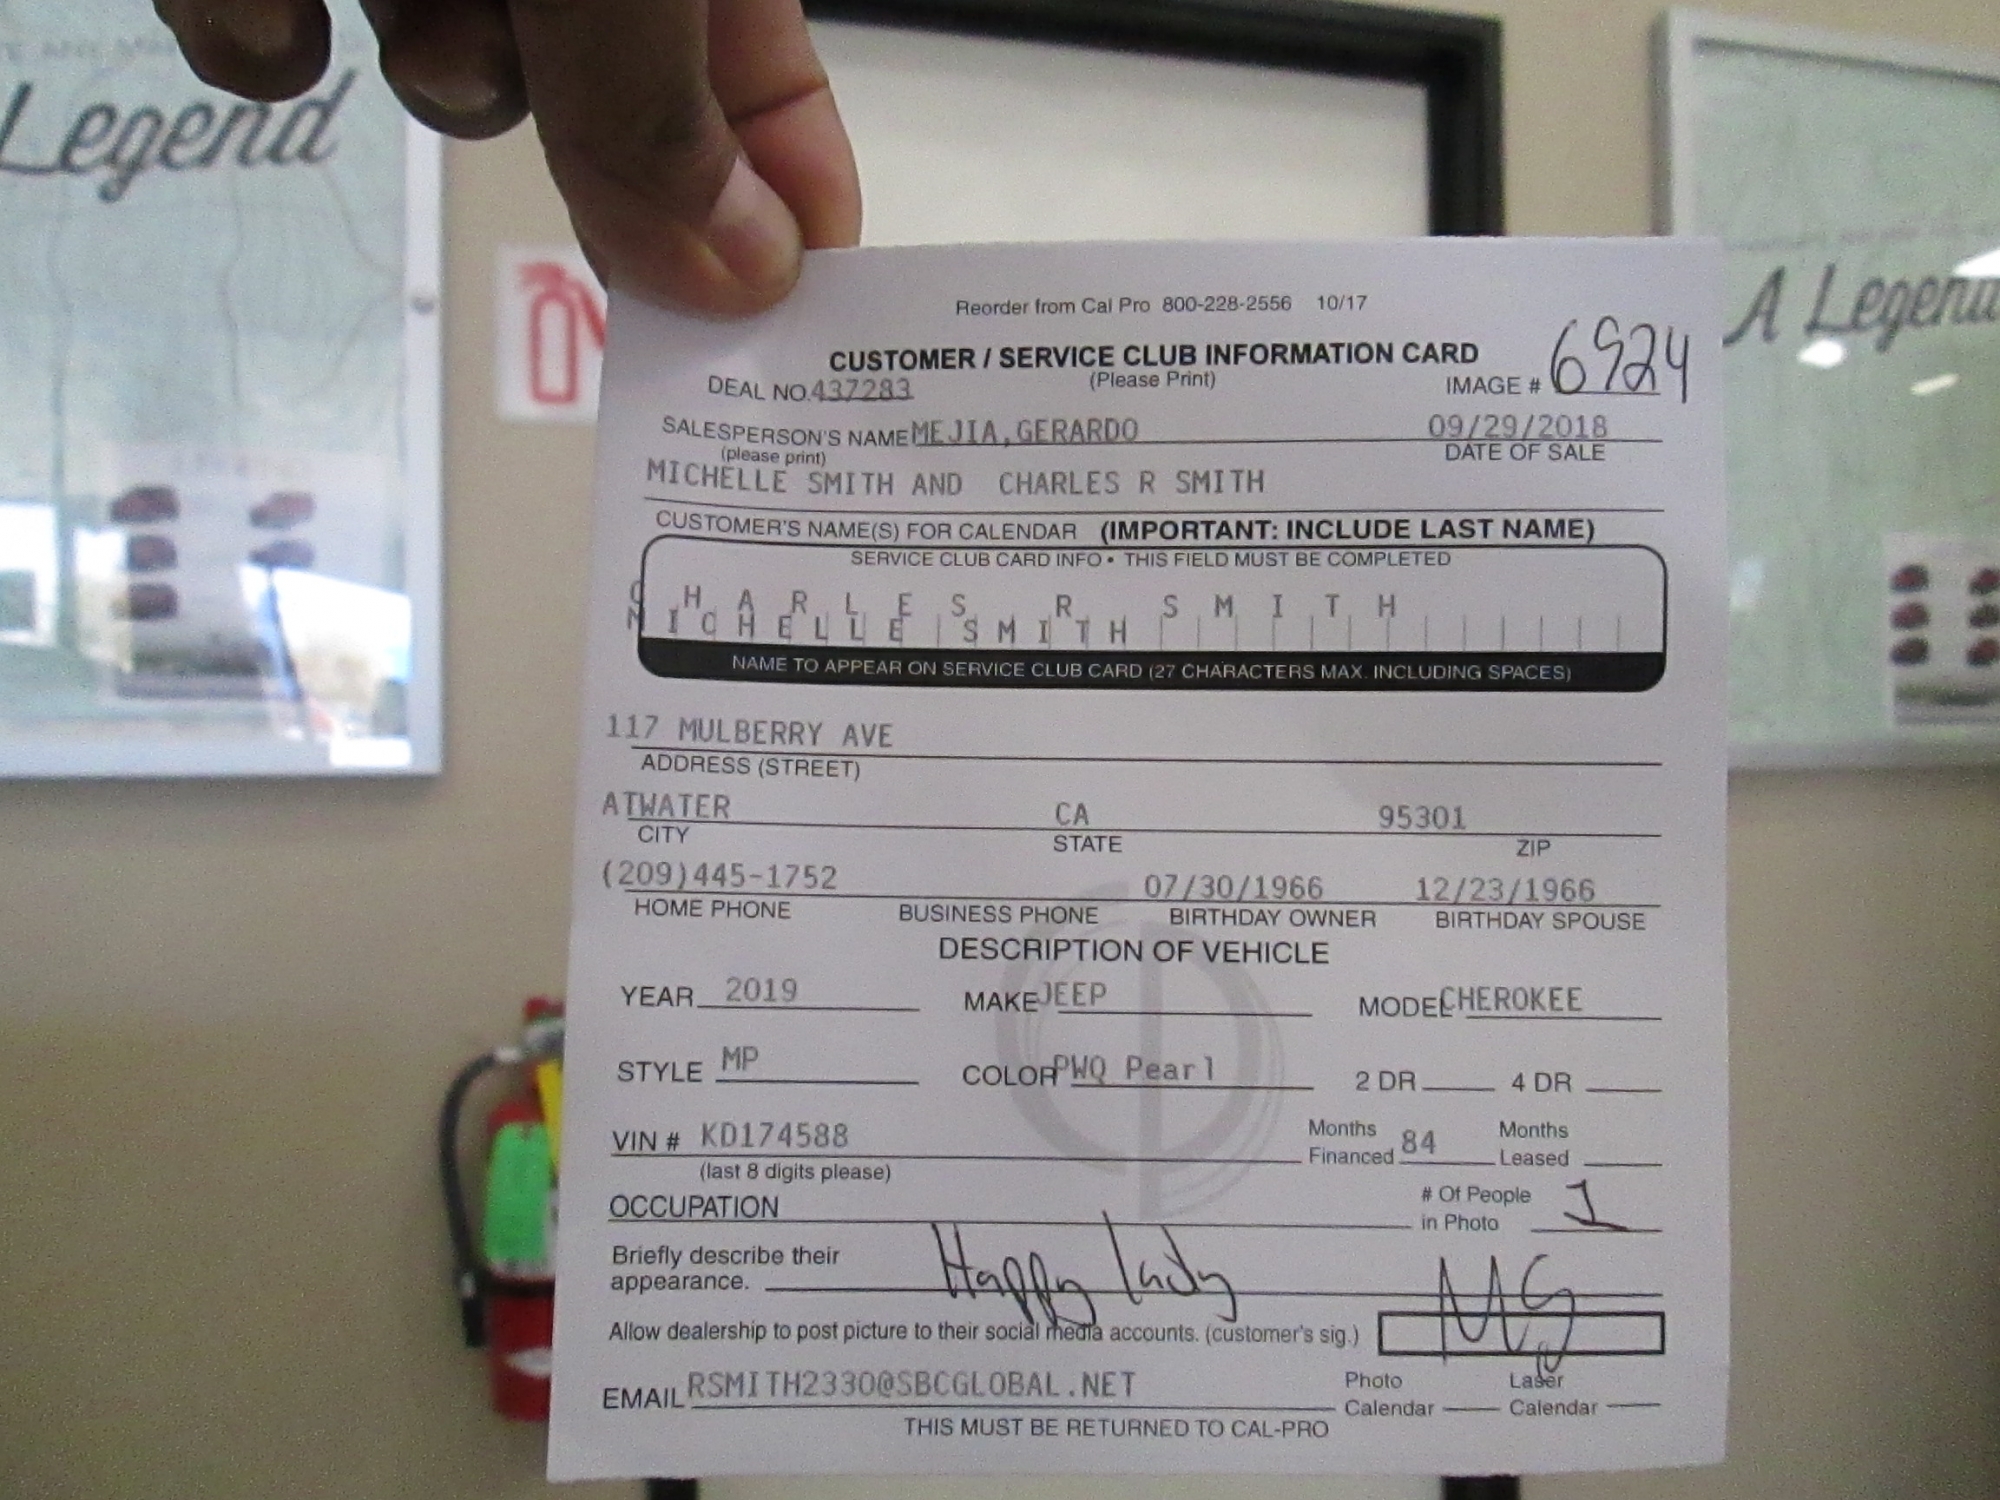 Legend
A Legend
Reorder from Cal Pro 800-228-2556 10/17
CUSTOMER / SERVICE CLUB INFORMATION CARD
(Please Print)
DEAL NO. 437283
IMAGE # 6924
SALESPERSON'S NAME MEJIA, GERARDO 09/29/2018
(please print) DATE OF SALE
MICHELLE SMITH AND CHARLES R SMITH
CUSTOMER'S NAME(S) FOR CALENDAR (IMPORTANT: INCLUDE LAST NAME)
SERVICE CLUB CARD INFO • THIS FIELD MUST BE COMPLETED
CHARLES R SMITH
MICHELLE SMITH
NAME TO APPEAR ON SERVICE CLUB CARD (27 CHARACTERS MAX. INCLUDING SPACES)
117 MULBERRY AVE
ADDRESS (STREET)
ATWATER CA 95301
CITY STATE ZIP
(209)445-1752 07/30/1966 12/23/1966
HOME PHONE BUSINESS PHONE BIRTHDAY OWNER BIRTHDAY SPOUSE
DESCRIPTION OF VEHICLE
YEAR 2019 MAKE JEEP MODEL CHEROKEE
STYLE MP COLOR PWQ Pearl 2 DR 4 DR
VIN # KD174588 Months Financed 84 Months Leased
(last 8 digits please)
OCCUPATION # Of People in Photo 1
Briefly describe their
appearance. Happy lady
Allow dealership to post picture to their social media accounts. (customer's sig.)
EMAIL RSMITH2330@SBCGLOBAL.NET Photo Calendar Laser Calendar
THIS MUST BE RETURNED TO CAL-PRO